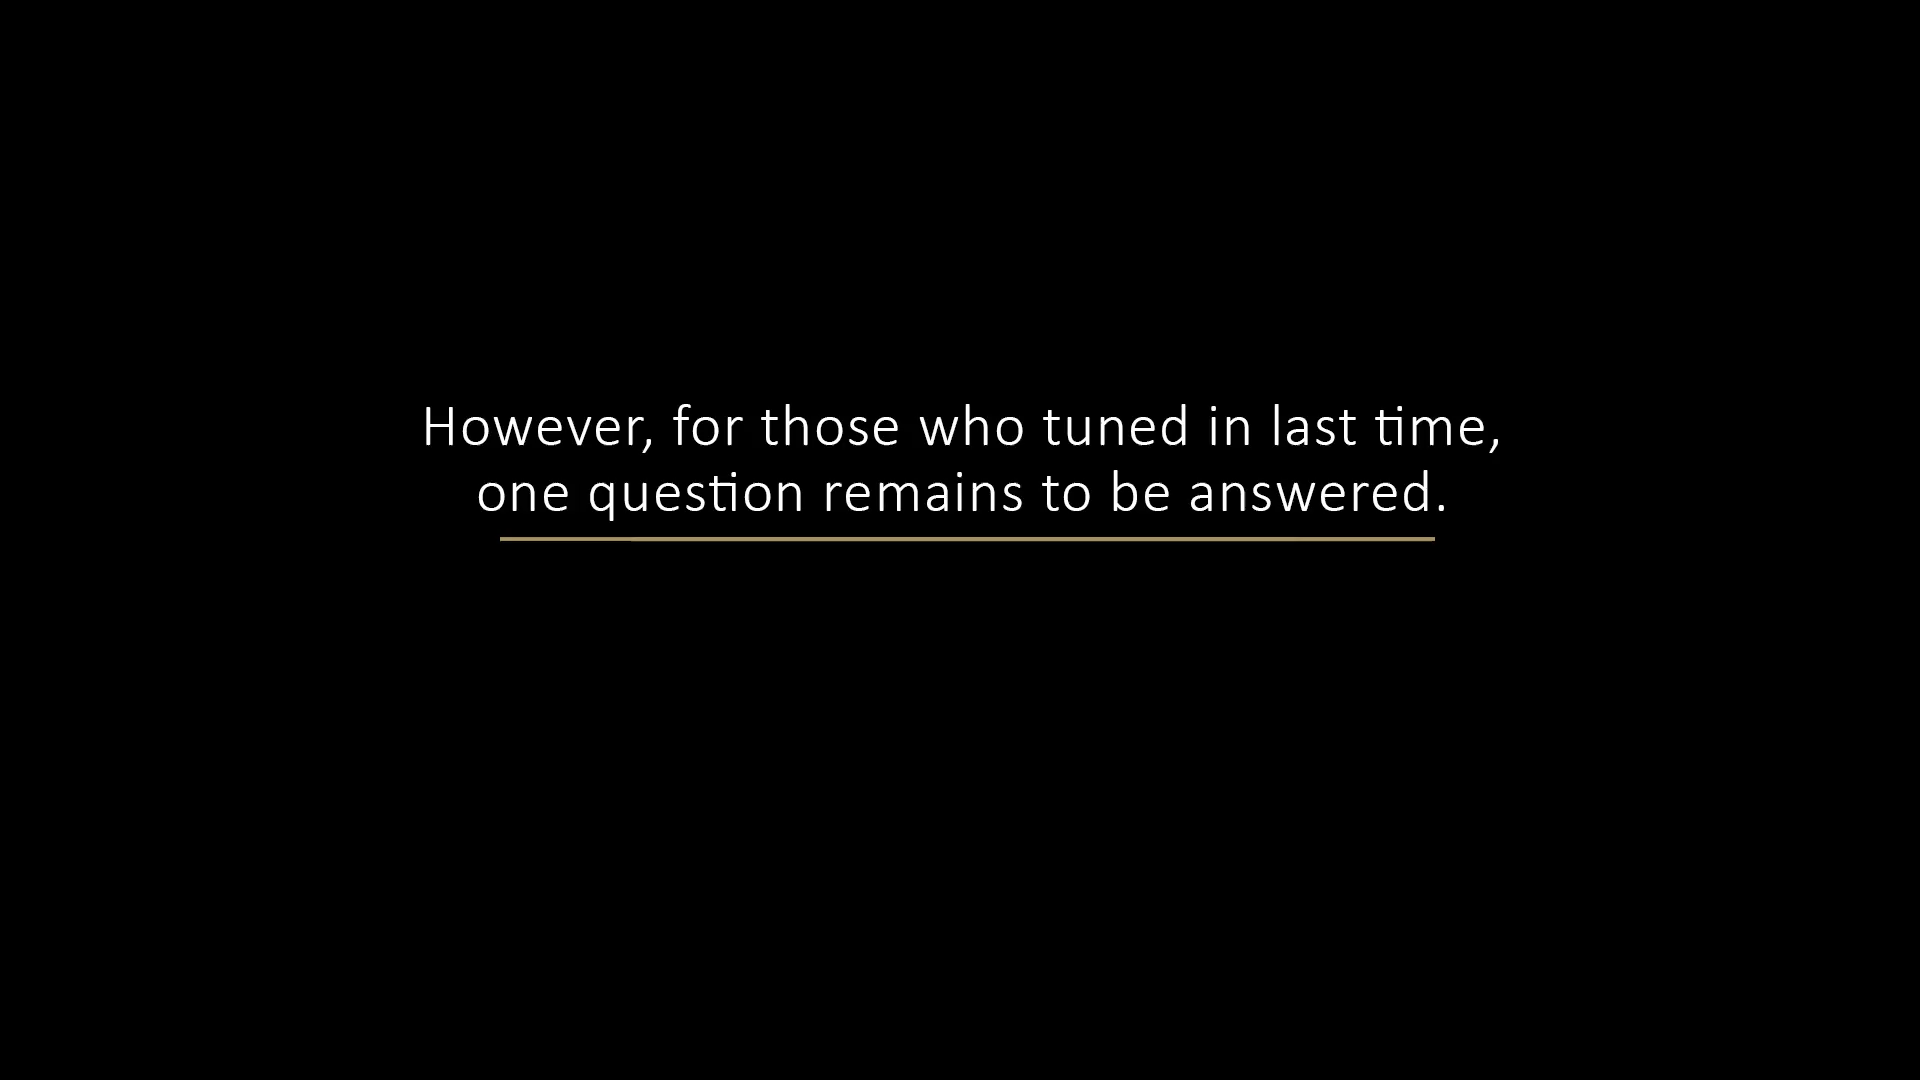 However, for those who tuned in last time,
one question remains to be answered.